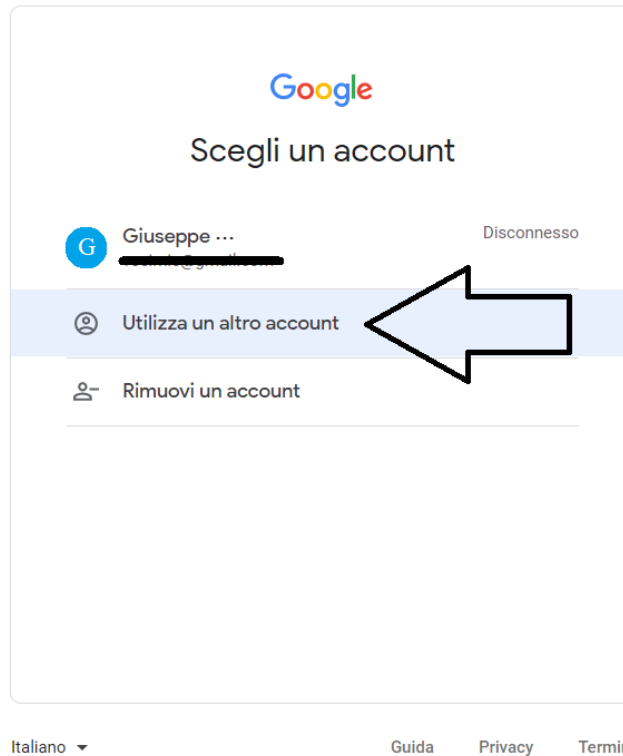 Google
Scegli un account
G
Giuseppe ...
Disconnesso
Utilizza un altro account
Rimuovi un account
Italiano
Guida
Privacy